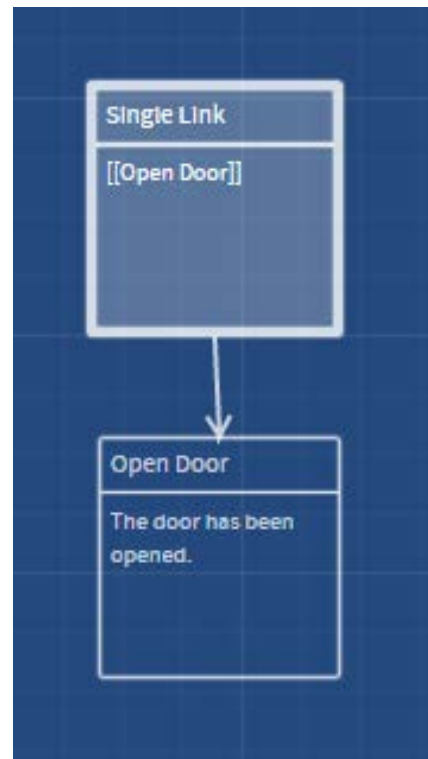 Single Link
[[Open Door]]
Open Door
The door has been
opened.